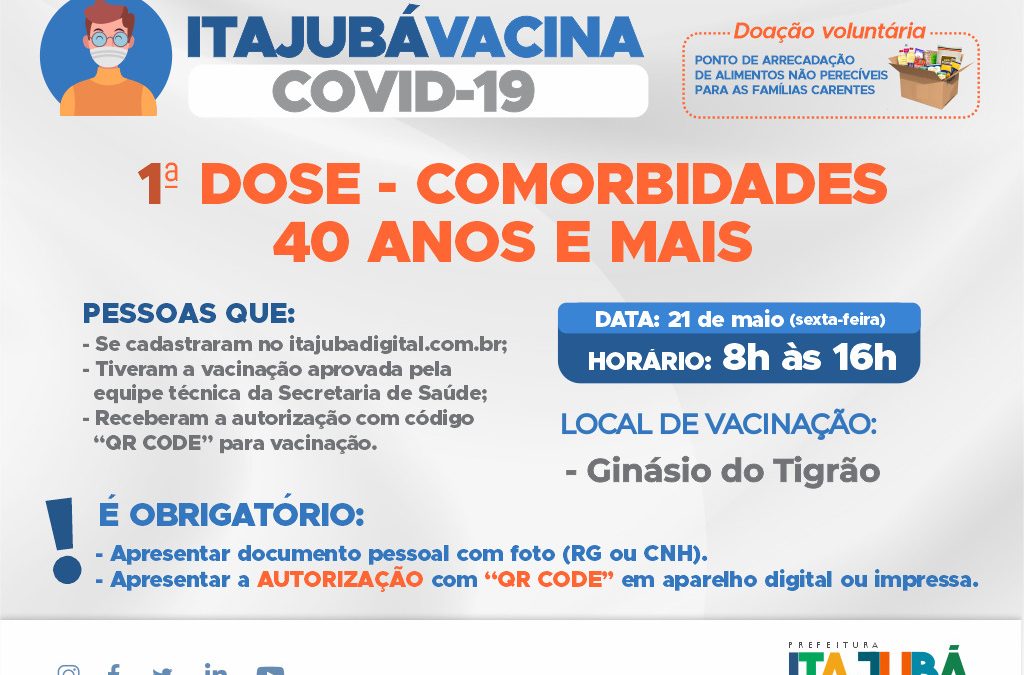 ITAJUBÁVACINA
COVID-19
Doação voluntária
PONTO DE ARRECADAÇÃO
DE ALIMENTOS NÃO PERECÍVEIS
PARA AS FAMÍLIAS CARENTES
1ª DOSE - COMORBIDADES
40 ANOS E MAIS
PESSOAS QUE:
- Se cadastraram no itajubadigital.com.br;
- Tiveram a vacinação aprovada pela
equipe técnica da Secretaria de Saúde;
- Receberam a autorização com código
“QR CODE” para vacinação.
DATA: 21 de maio (sexta-feira)
HORÁRIO: 8h às 16h
LOCAL DE VACINAÇÃO:
- Ginásio do Tigrão
! É OBRIGATÓRIO:
- Apresentar documento pessoal com foto (RG ou CNH).
- Apresentar a AUTORIZAÇÃO com “QR CODE” em aparelho digital ou impressa.
PREFEITURA
ITAJUBÁ